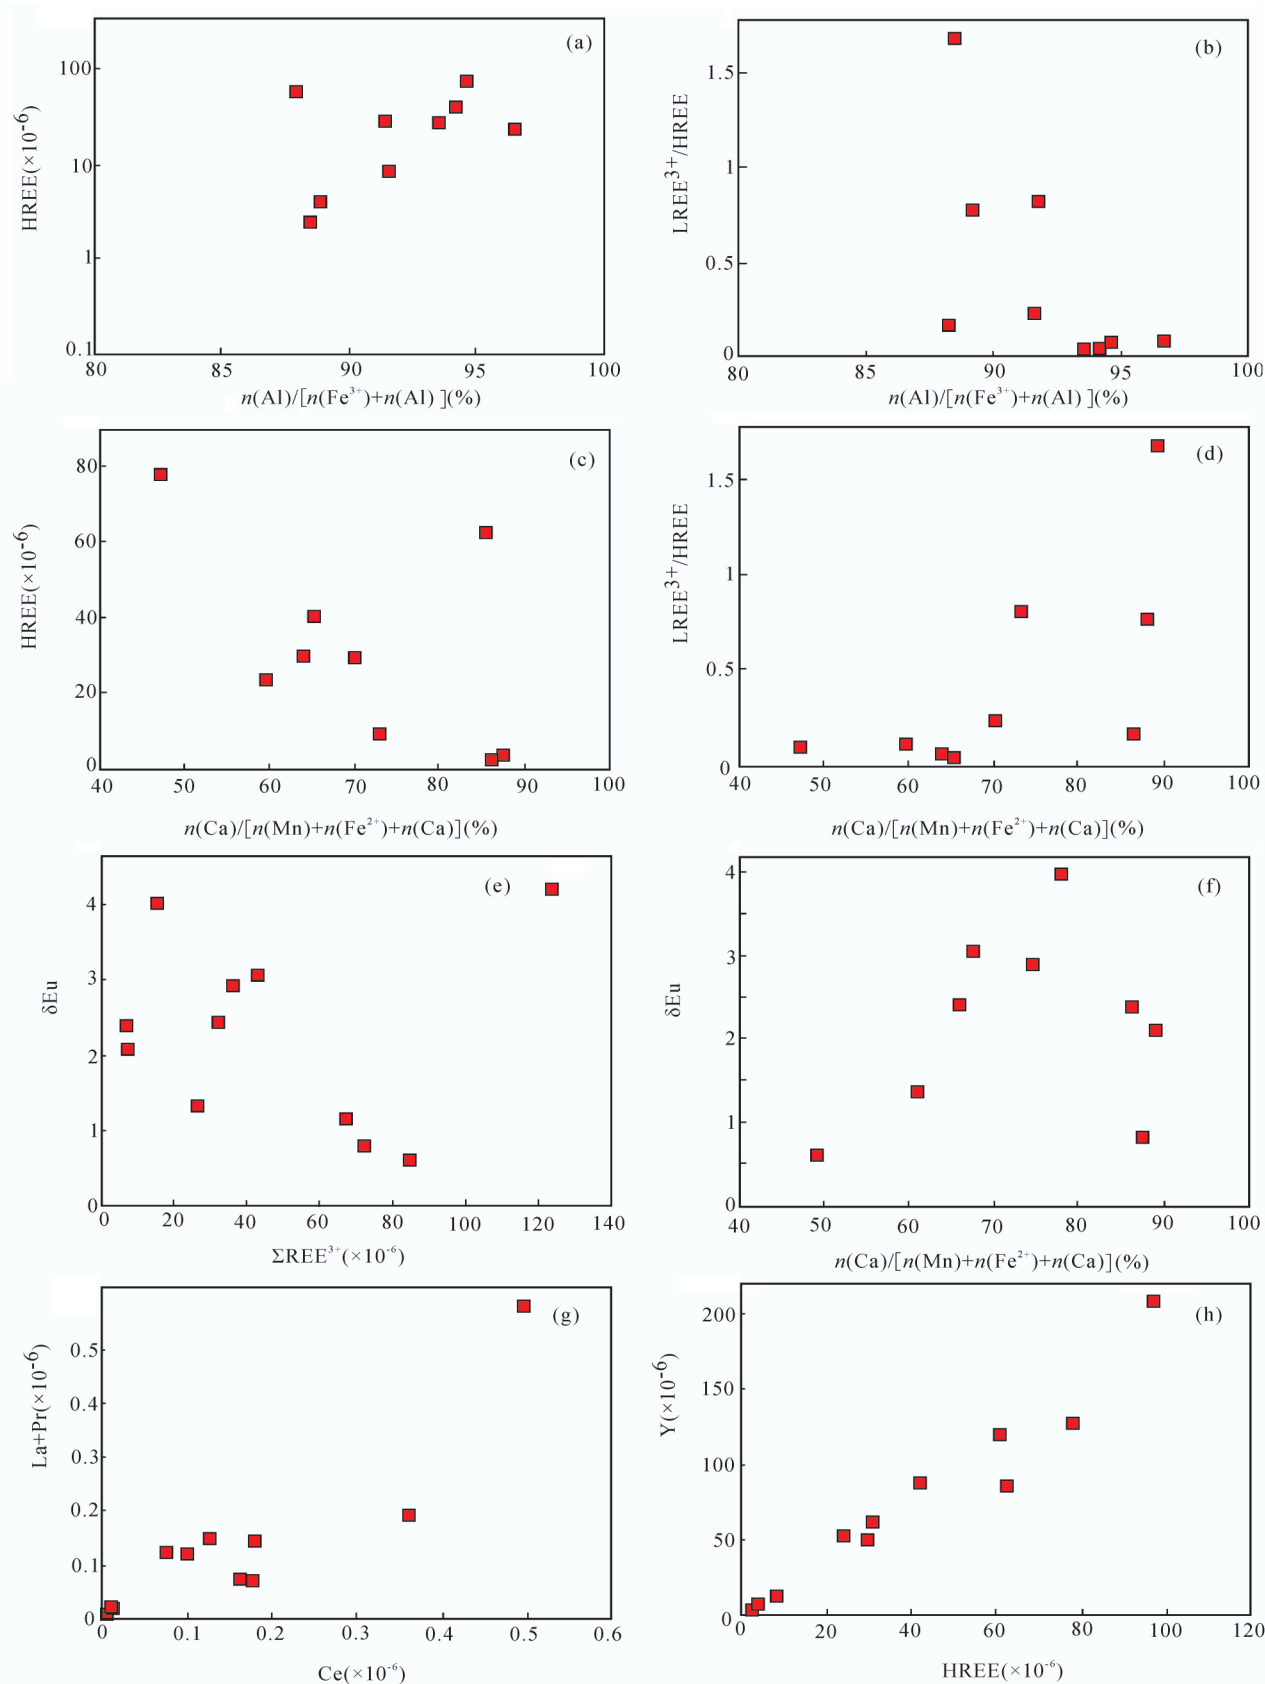 (a)
100
10
1
0.1
80 85 90 95 100
HREE(×10⁻⁶)
n(Al)/[n(Fe³⁺)+n(Al)](%)
(b)
1.5
1
0.5
0
80 85 90 95 100
LREE³⁺/HREE
n(Al)/[n(Fe³⁺)+n(Al)](%)
(c)
80
60
40
20
0
40 50 60 70 80 90 100
HREE(×10⁻⁶)
n(Ca)/[n(Mn)+n(Fe²⁺)+n(Ca)](%)
(d)
1.5
1
0.5
0
40 50 60 70 80 90 100
LREE³⁺/HREE
n(Ca)/[n(Mn)+n(Fe²⁺)+n(Ca)](%)
(e)
4
3
2
1
0
0 20 40 60 80 100 120 140
δEu
ΣREE³⁺(×10⁻⁶)
(f)
4
3
2
1
0
40 50 60 70 80 90 100
δEu
n(Ca)/[n(Mn)+n(Fe²⁺)+n(Ca)](%)
(g)
0.5
0.4
0.3
0.2
0.1
0
0 0.1 0.2 0.3 0.4 0.5 0.6
La+Pr(×10⁻⁶)
Ce(×10⁻⁶)
(h)
200
150
100
50
0
0 20 40 60 80 100 120
Y(×10⁻⁶)
HREE(×10⁻⁶)